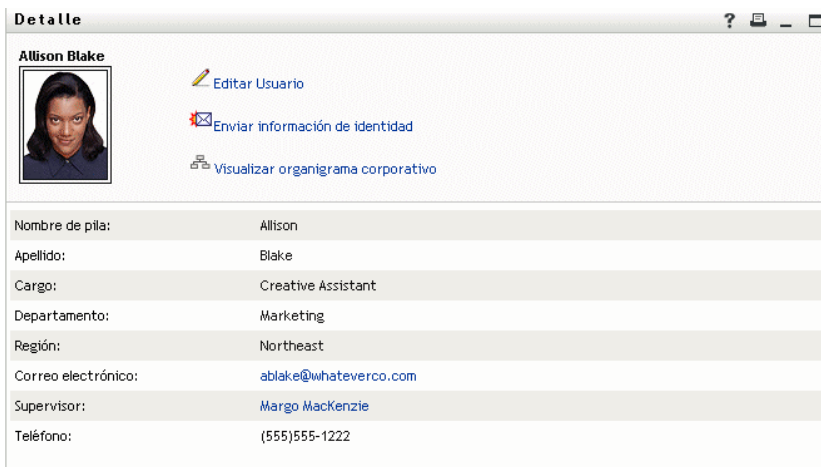 Detalle
Allison Blake
Editar Usuario
Enviar información de identidad
Visualizar organigrama corporativo
Nombre de pila: Allison
Apellido: Blake
Cargo: Creative Assistant
Departamento: Marketing
Región: Northeast
Correo electrónico: ablake@whateverco.com
Supervisor: Margo MacKenzie
Teléfono: (555)555-1222